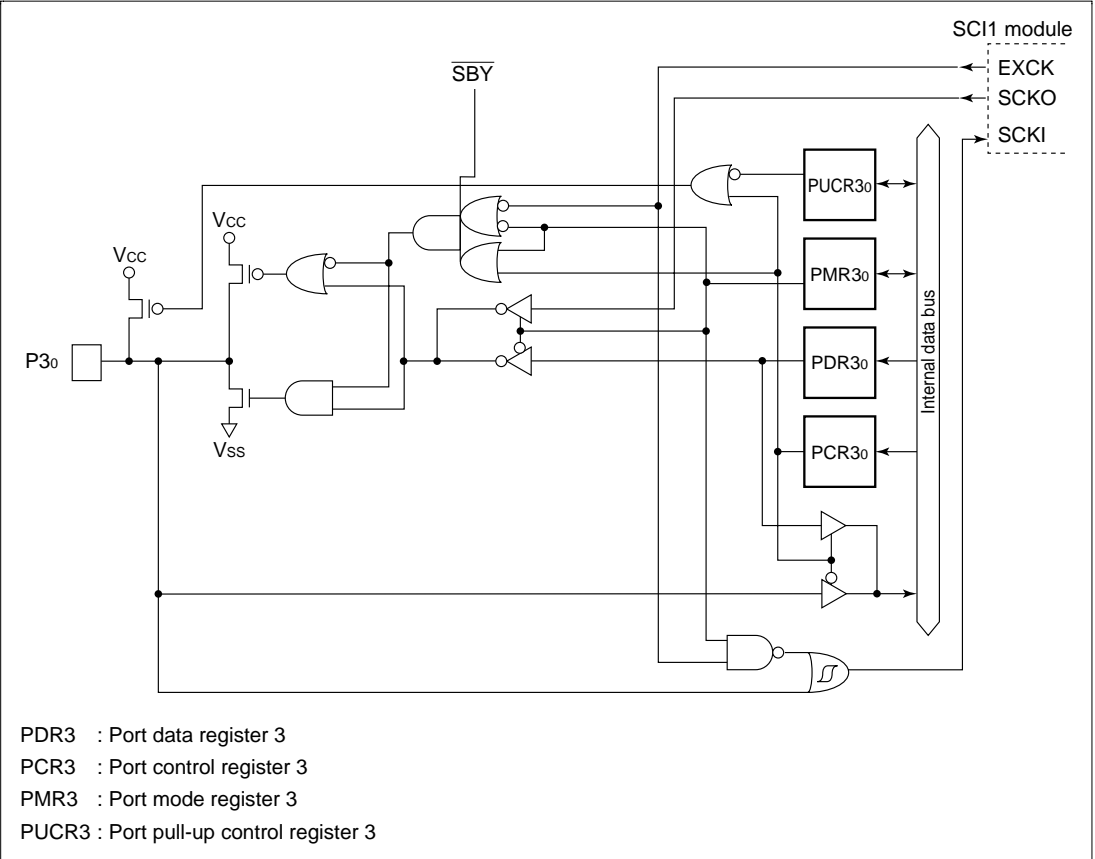 SCI1 module
EXCK
SCKO
SCKI
SBY
PUCR30
PMR30
PDR30
PCR30
Internal data bus
VCC
VCC
P30
VSS
PDR3 : Port data register 3
PCR3 : Port control register 3
PMR3 : Port mode register 3
PUCR3 : Port pull-up control register 3